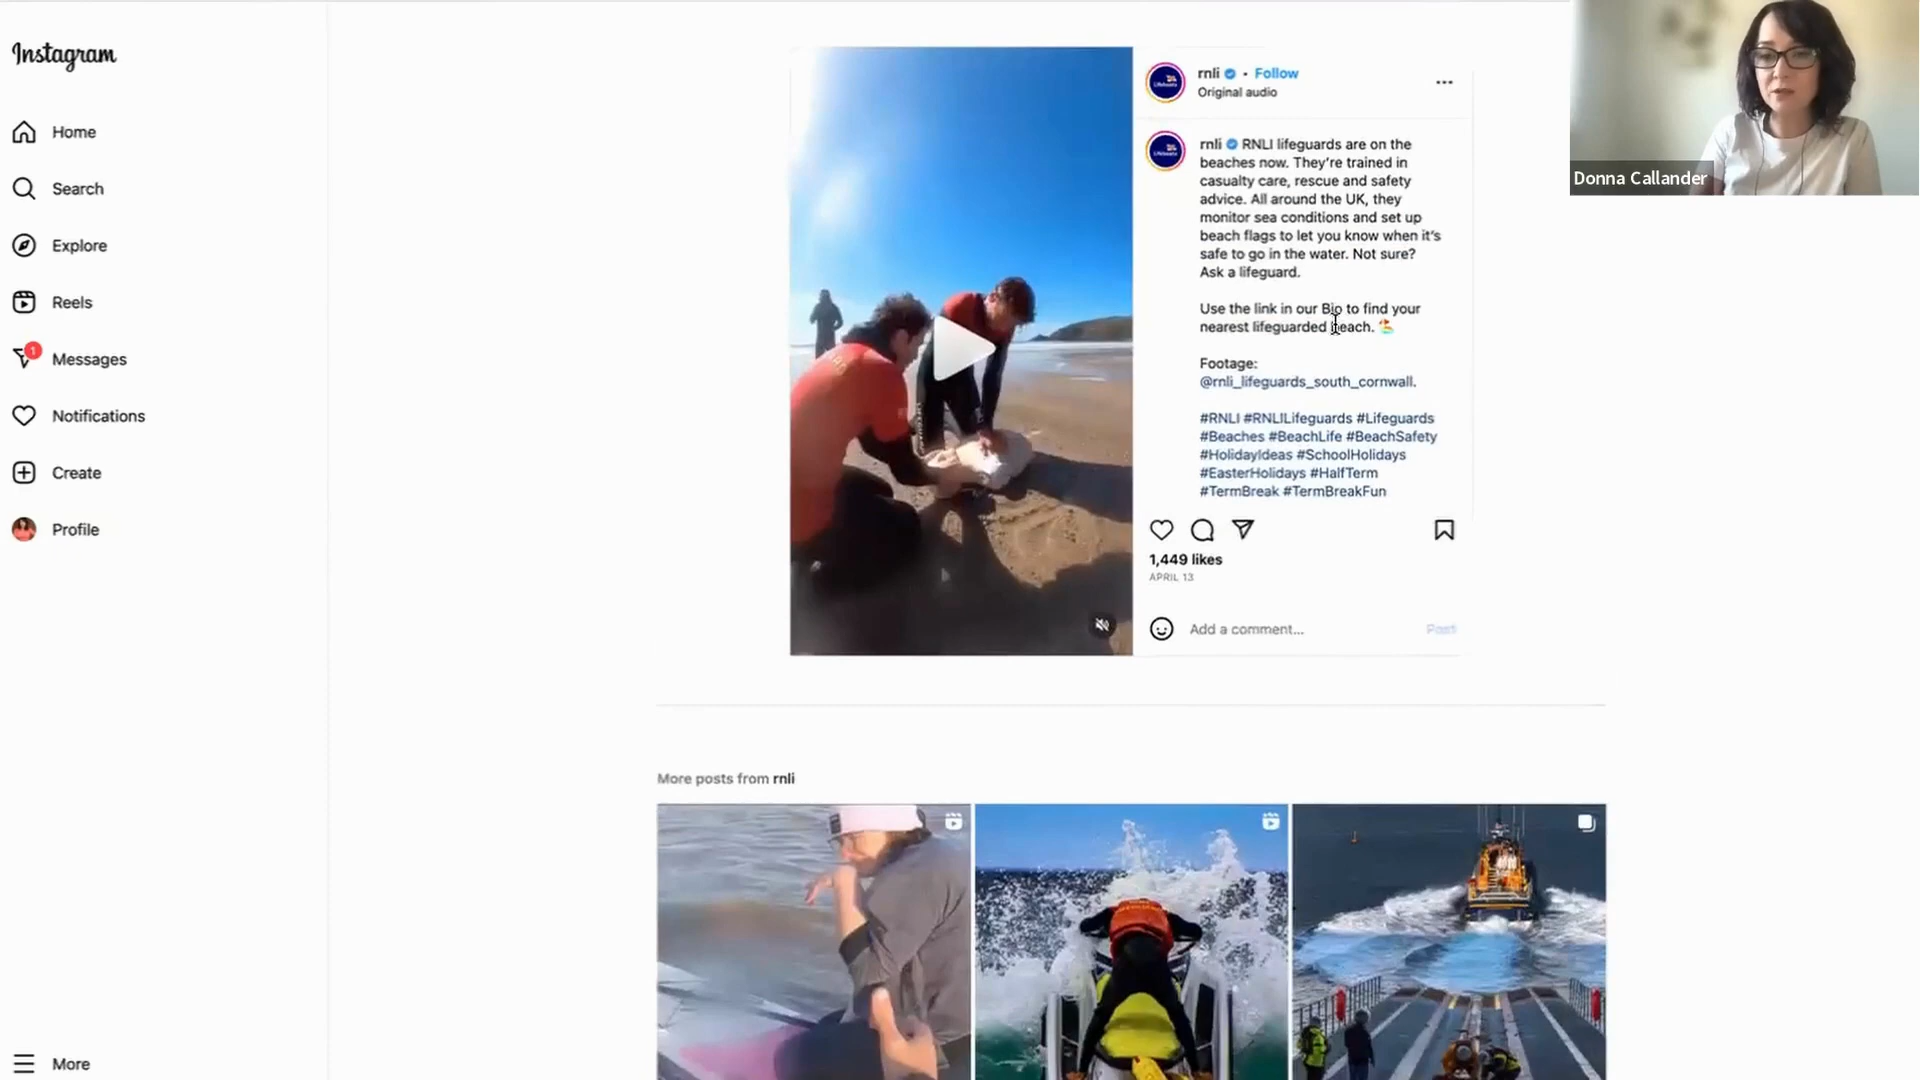 Instagram
Home
Search
Explore
Reels
1
Messages
Notifications
Create
Profile
More
rnli • Follow
Original audio
rnli RNLI lifeguards are on the
beaches now. They're trained in
casualty care, rescue and safety
advice. All around the UK, they
monitor sea conditions and set up
beach flags to let you know when it's
safe to go in the water. Not sure?
Ask a lifeguard.
Use the link in our Bio to find your
nearest lifeguarded beach. 🏖️
Footage:
@rnli_lifeguards_south_cornwall.
#RNLI #RNLILifeguards #Lifeguards
#Beaches #BeachLife #BeachSafety
#HolidayIdeas #SchoolHolidays
#EasterHolidays #HalfTerm
#TermBreak #TermBreakFun
1,449 likes
APRIL 13
Add a comment... Post
More posts from rnli
Donna Callander